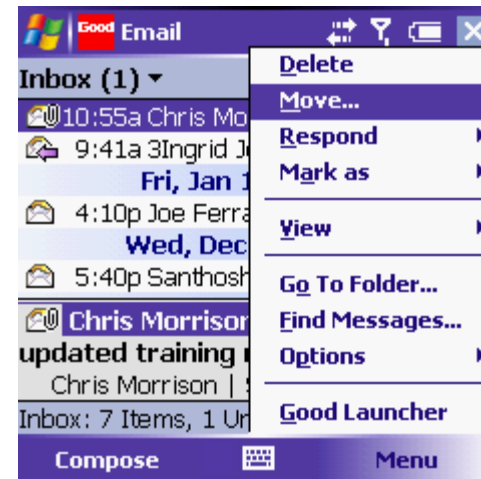 Good Email
Inbox (1)
10:55a Chris Mo
9:41a 3Ingrid J
Fri, Jan 1
4:10p Joe Ferra
Wed, Dec
5:40p Santhosh
Chris Morrison
updated training
Chris Morrison |
Inbox: 7 Items, 1 Un
Delete
Move...
Respond
Mark as
View
Go To Folder...
Find Messages...
Options
Good Launcher
Compose
Menu